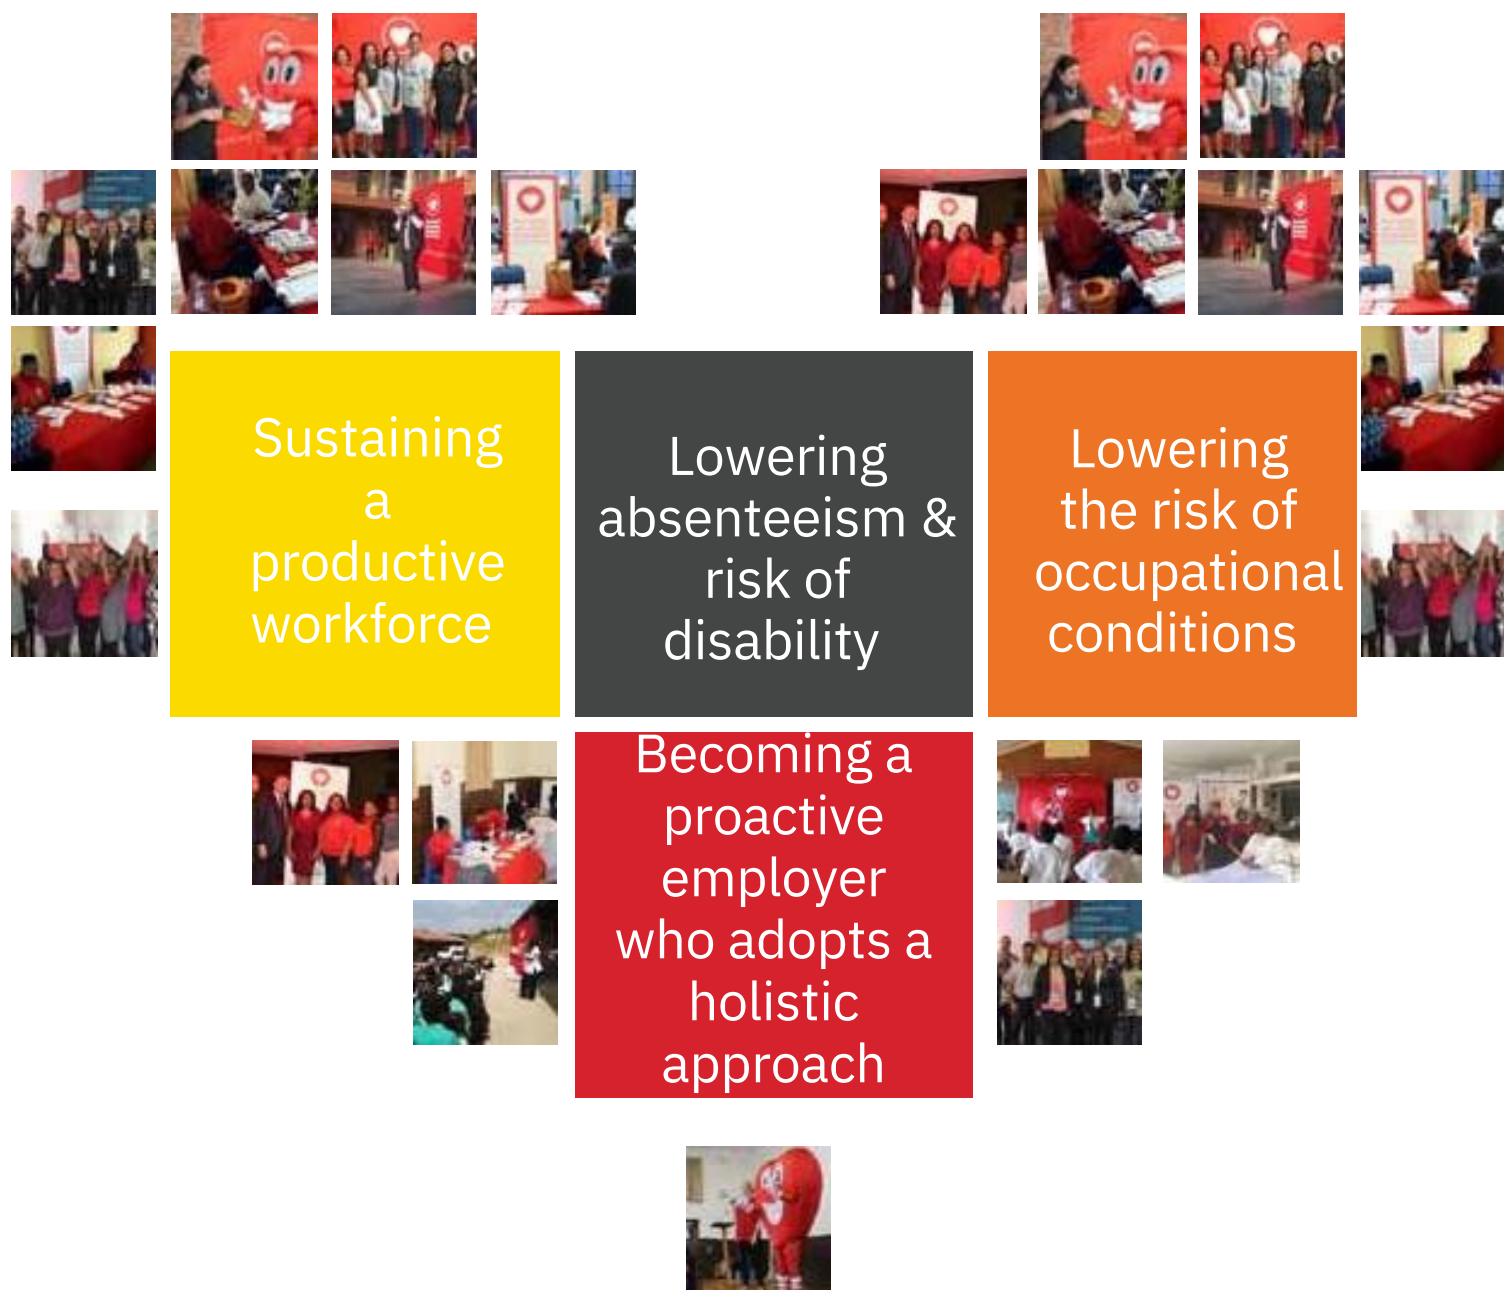 Sustaining
a
productive
workforce
Lowering
absenteeism &
risk of
disability
Lowering
the risk of
occupational
conditions
Becoming a
proactive
employer
who adopts a
holistic
approach